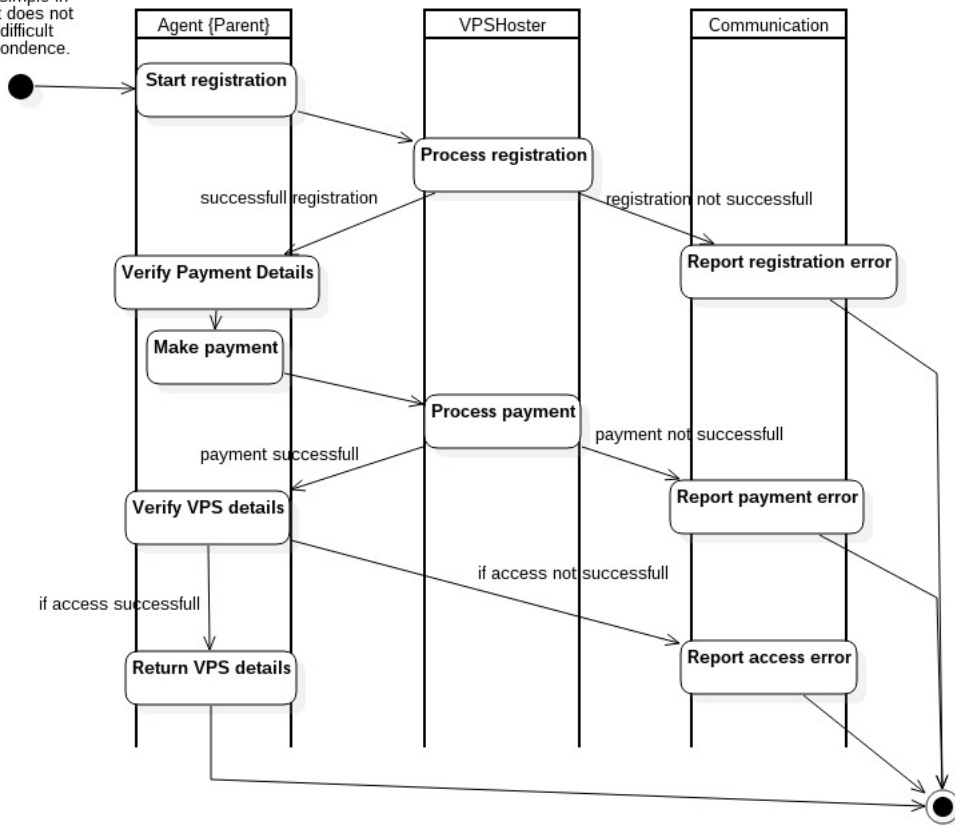 simple in
t does not
difficult
ondence.
Agent {Parent}
VPSHoster
Communication
Start registration
Process registration
successfull registration
registration not successfull
Verify Payment Details
Report registration error
Make payment
Process payment
payment not successfull
payment successfull
Verify VPS details
Report payment error
if access not successfull
if access successfull
Return VPS details
Report access error